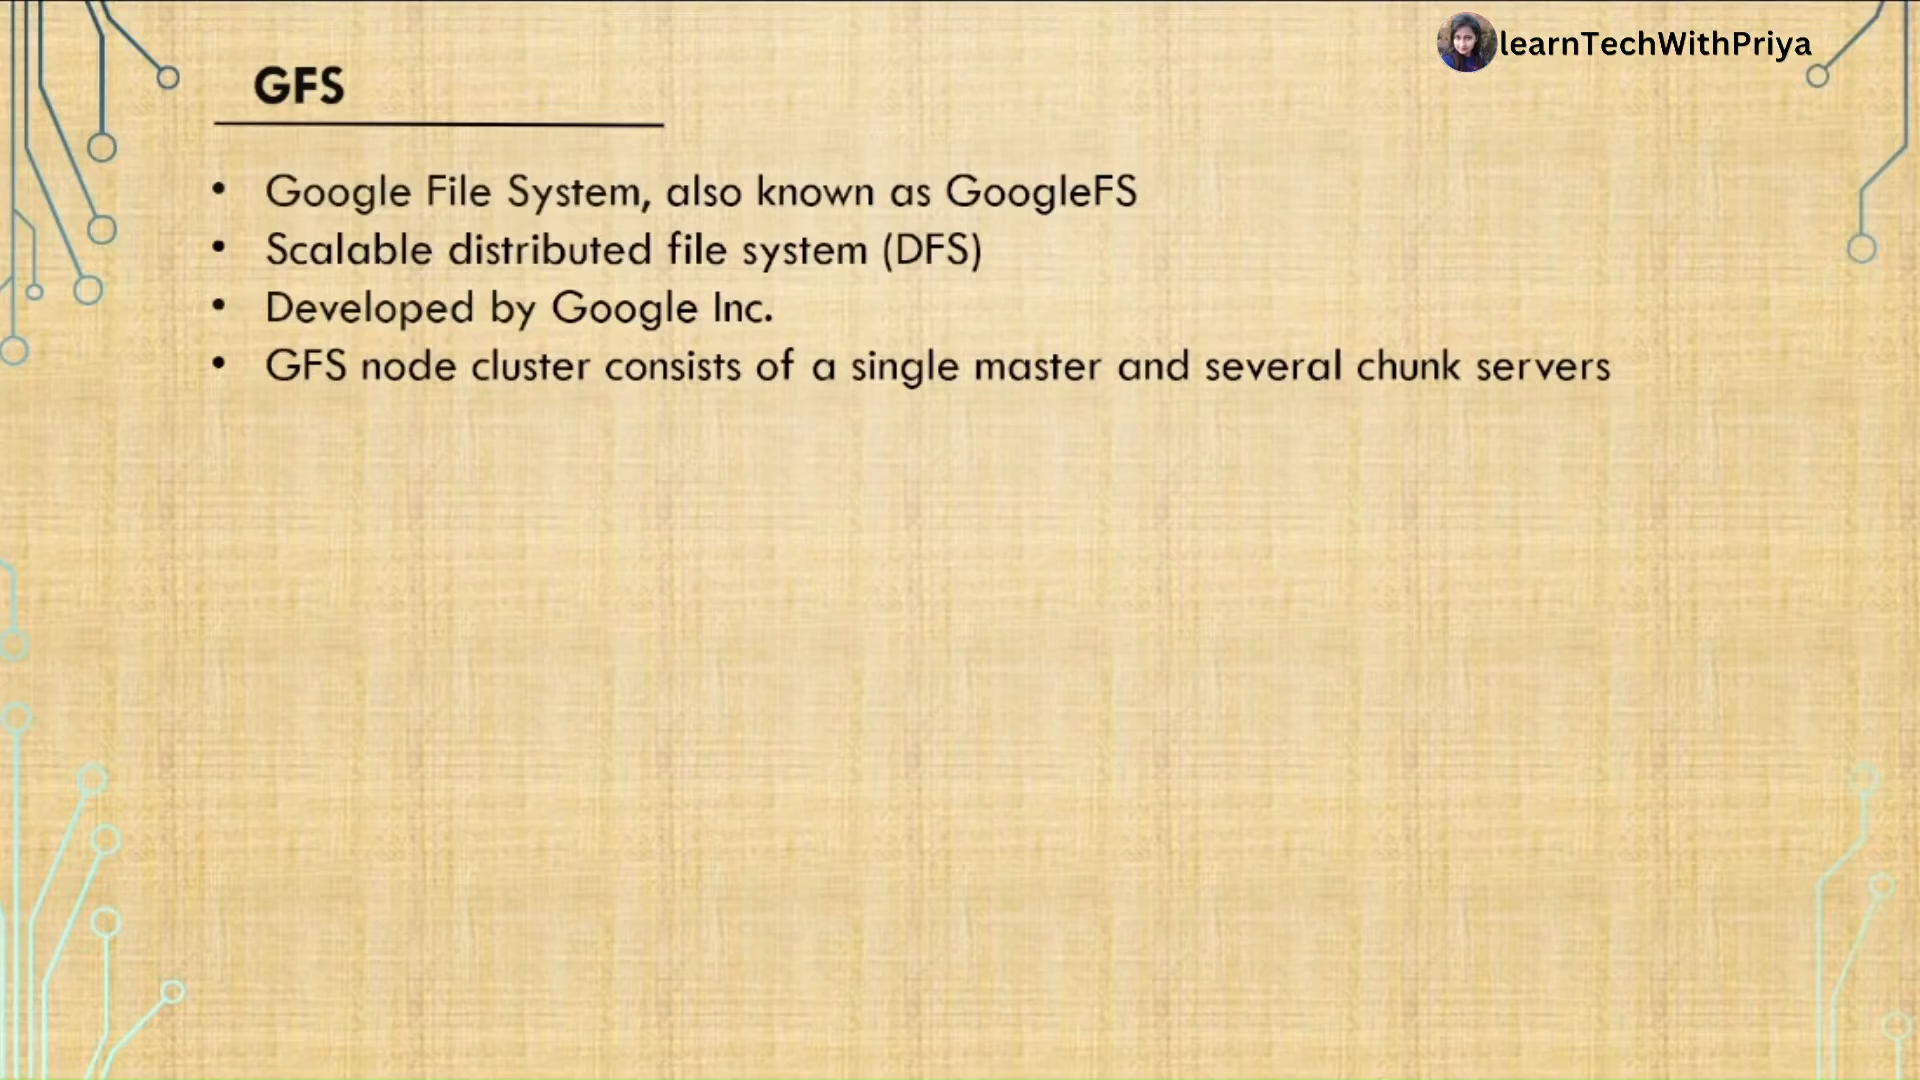 learnTechWithPriya
GFS
• Google File System, also known as GoogleFS
• Scalable distributed file system (DFS)
• Developed by Google Inc.
• GFS node cluster consists of a single master and several chunk servers